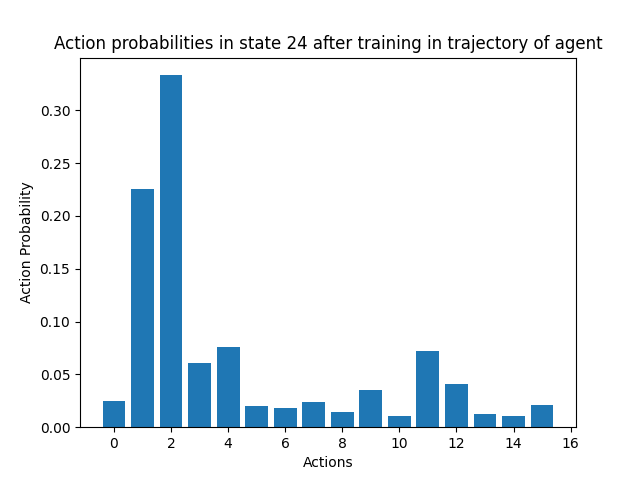 Action probabilities in state 24 after training in trajectory of agent
Action Probability
0.30
0.25
0.20
0.15
0.10
0.05
0.00
0 2 4 6 8 10 12 14 16
Actions